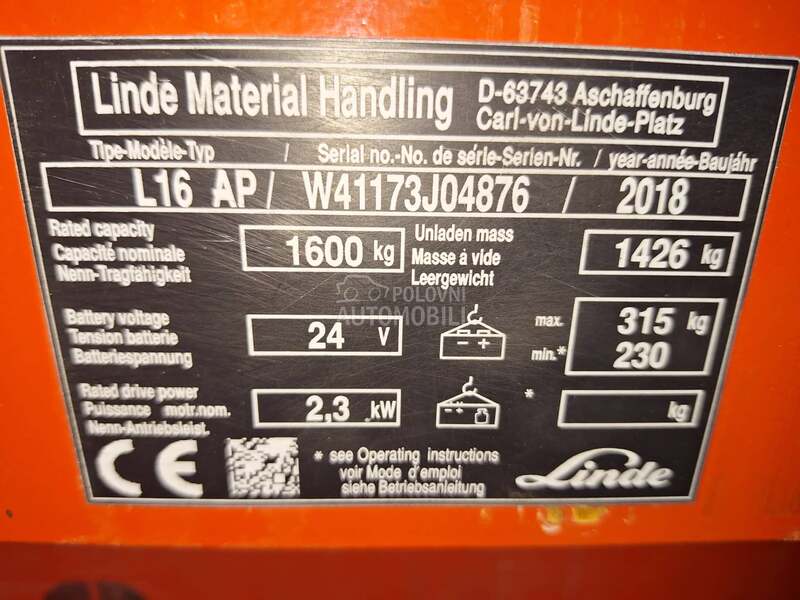 Linde Material Handling
D-63743 Aschaffenburg
Carl-von-Linde-Platz
Tipe-Modèle-Typ / Serial no.-No. de série-Serien-Nr. / year-année-Baujahr
L16 AP / W41173J04876 / 2018
Rated capacity
Capacité nominale
Nenn-Tragfähigkeit
1600 kg
Unladen mass
Masse à vide
Leergewicht
1426 kg
POLOVNI
AUTOMOBILI
Battery voltage
Tension batterie
Batteriespannung
24 V
- +
max. 315 kg
min.* 230
Rated drive power
Puissance motr.nom.
Nenn-Antriebsleist.
2,3 kW
+ -
* kg
CE
* see Operating instructions
voir Mode d'emploi
siehe Betriebsanleitung
Linde